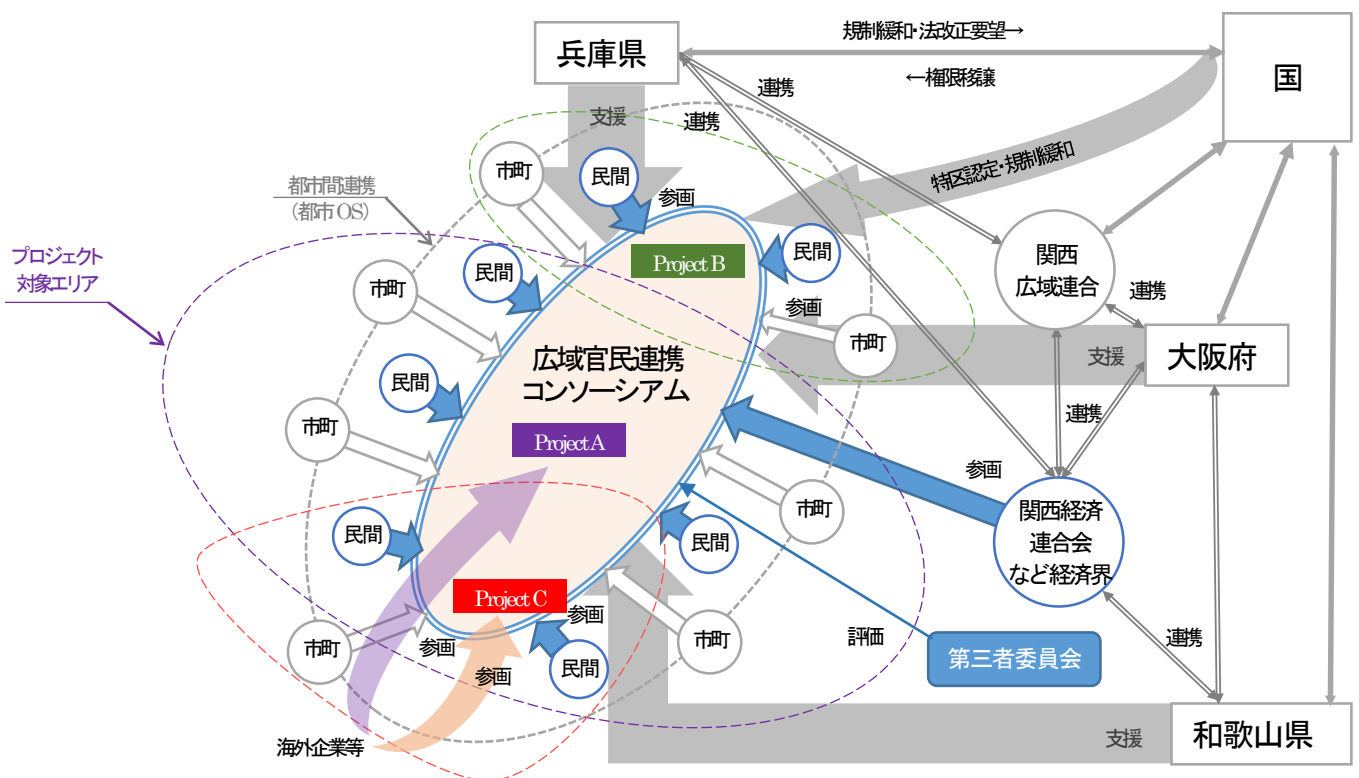 兵庫県
規制緩和・法改正要望→
国
連携
←権限移譲
支援
連携
市町
民間
参画
特区認定・規制緩和
都市間連携
(都市OS)
プロジェクト
対象エリア
Project B
民間
民間
関西
広域連合
市町
連携
参画
市町
支援
大阪府
広域官民連携
コンソーシアム
民間
連携
市町
Project A
参画
関西経済
連合会
など経済界
市町
民間
民間
Project C
参画
市町
連携
市町
参画
民間
参画
評価
第三者委員会
海外企業等
支援
和歌山県